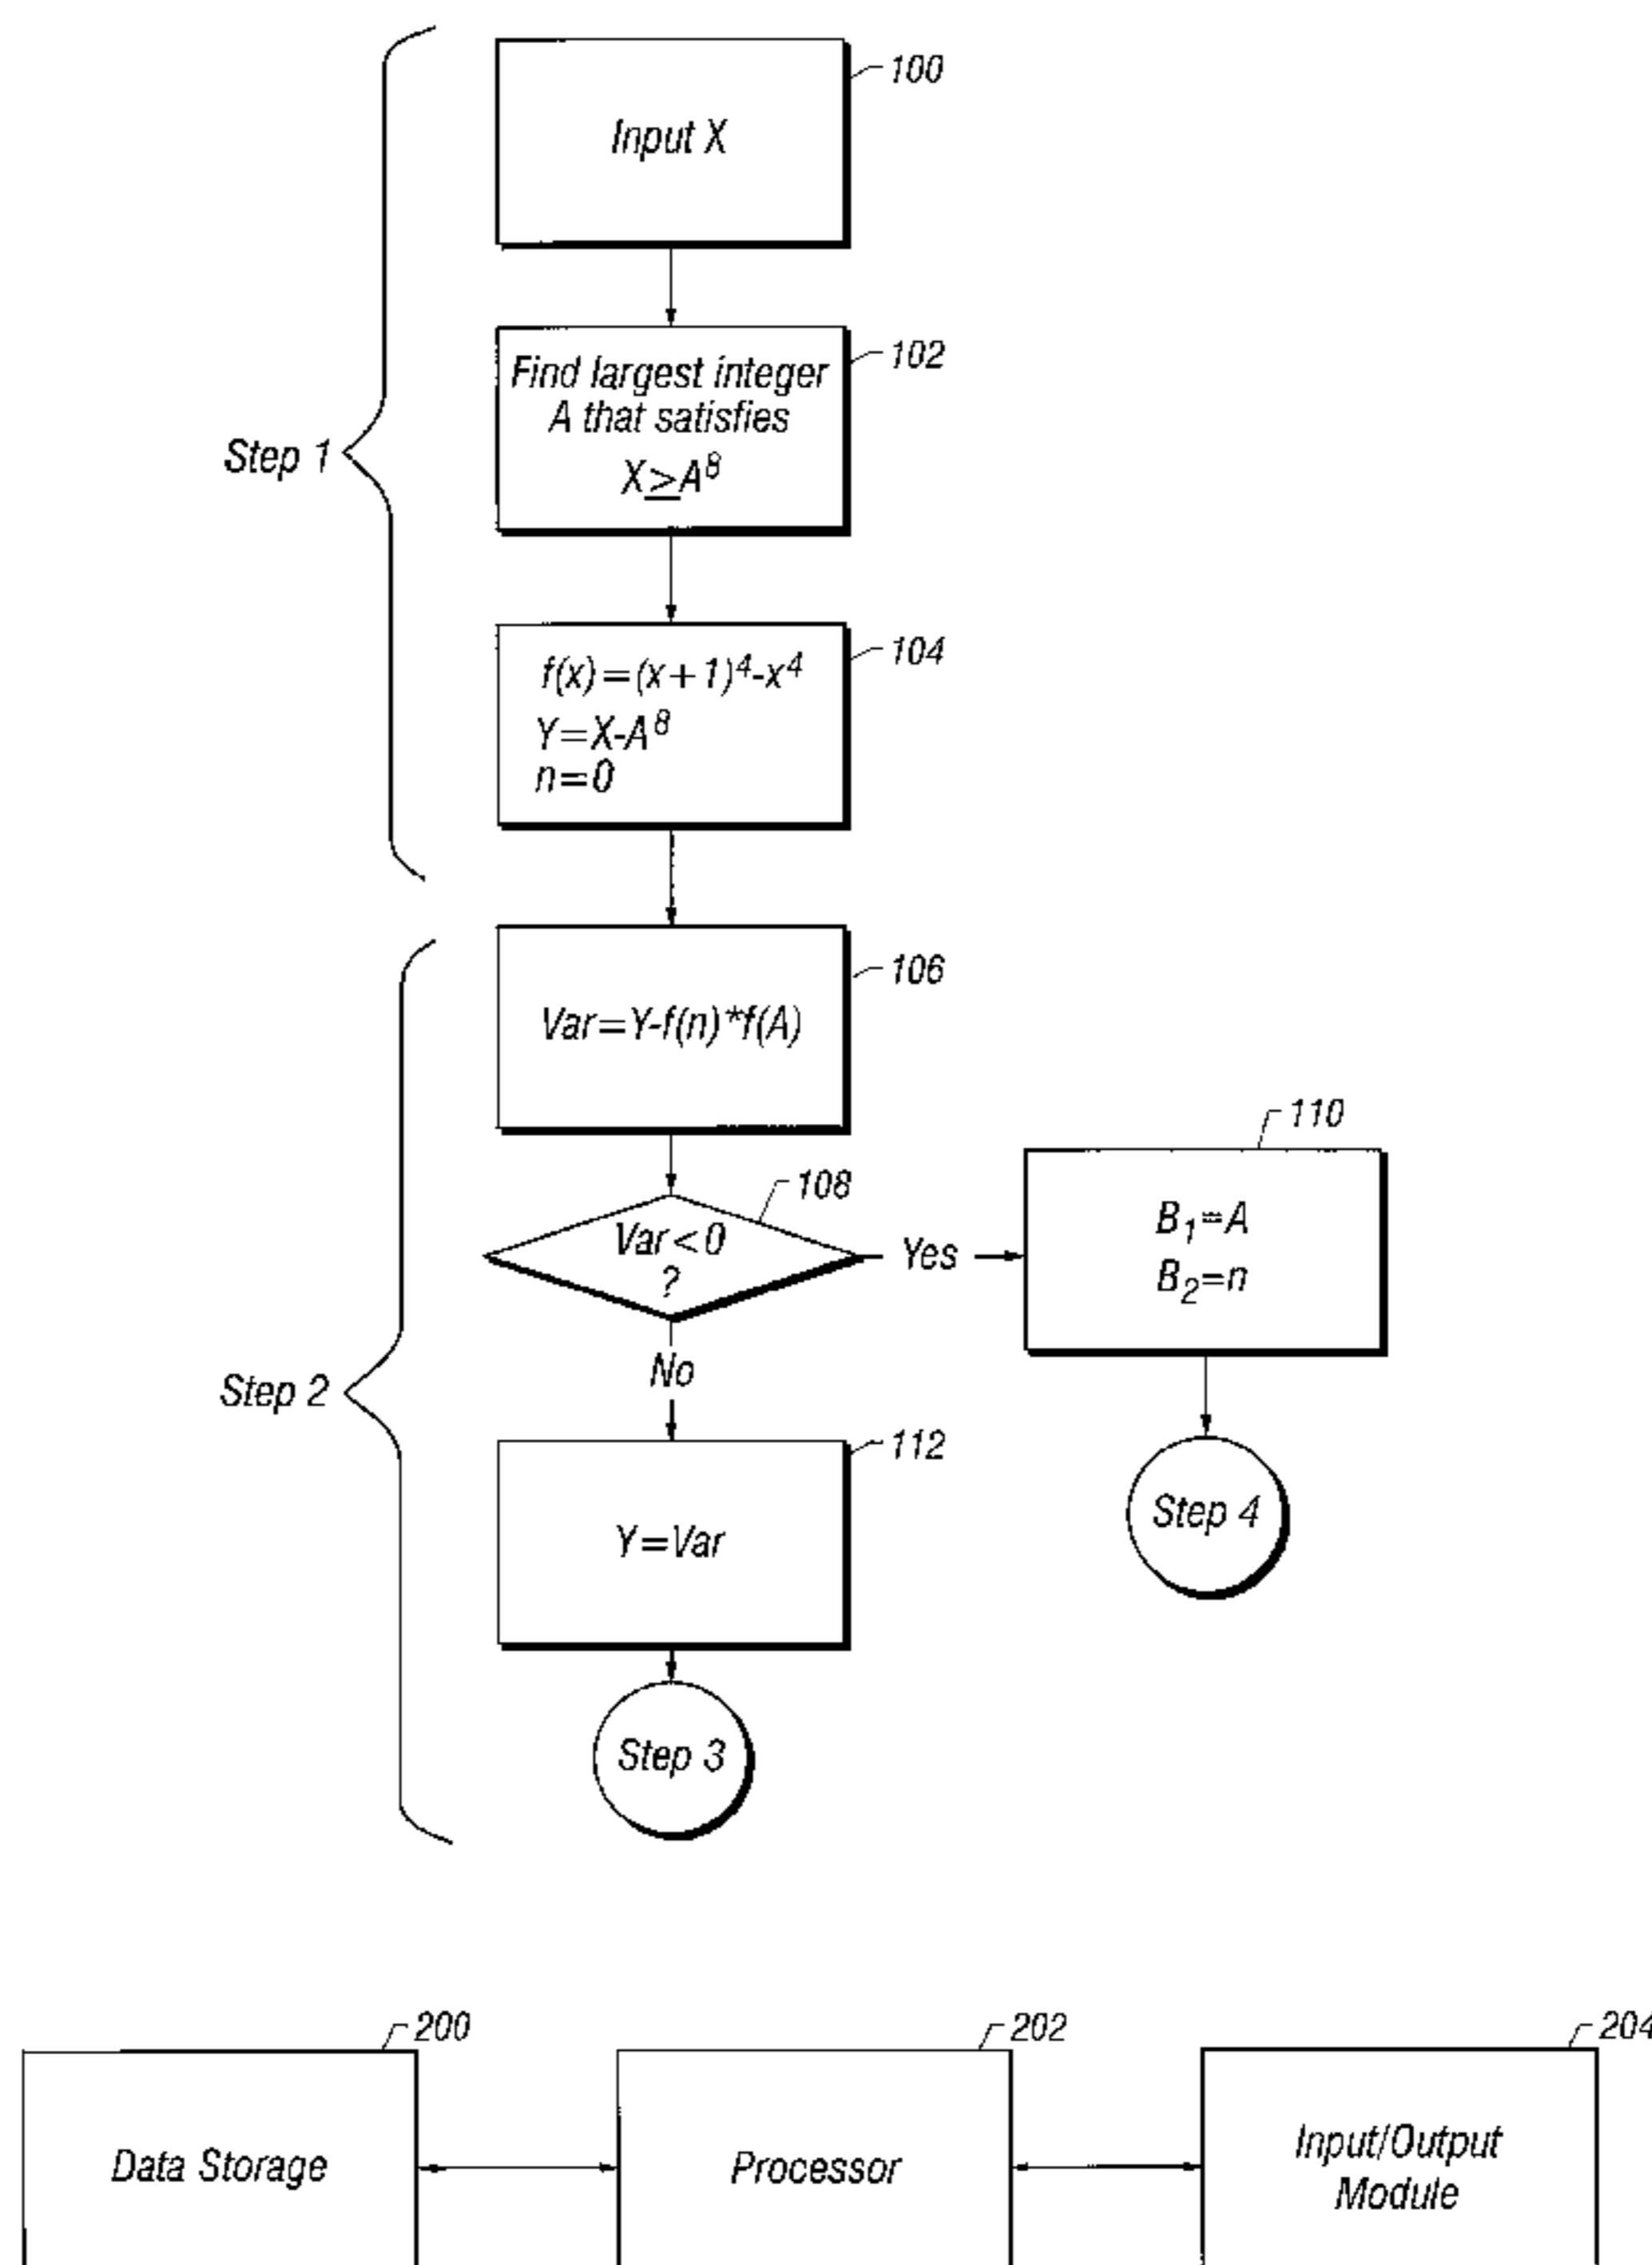 100
Input X
102
Find largest integer
A that satisfies
X≥A⁸
Step 1
104
f(x)=(x+1)⁴-x⁴
Y=X-A⁸
n=0
106
Var=Y-f(n)*f(A)
108
Var<0
?
Yes
110
B₁=A
B₂=n
No
Step 2
112
Y=Var
Step 4
Step 3
200
202
204
Data Storage
Processor
Input/Output
Module